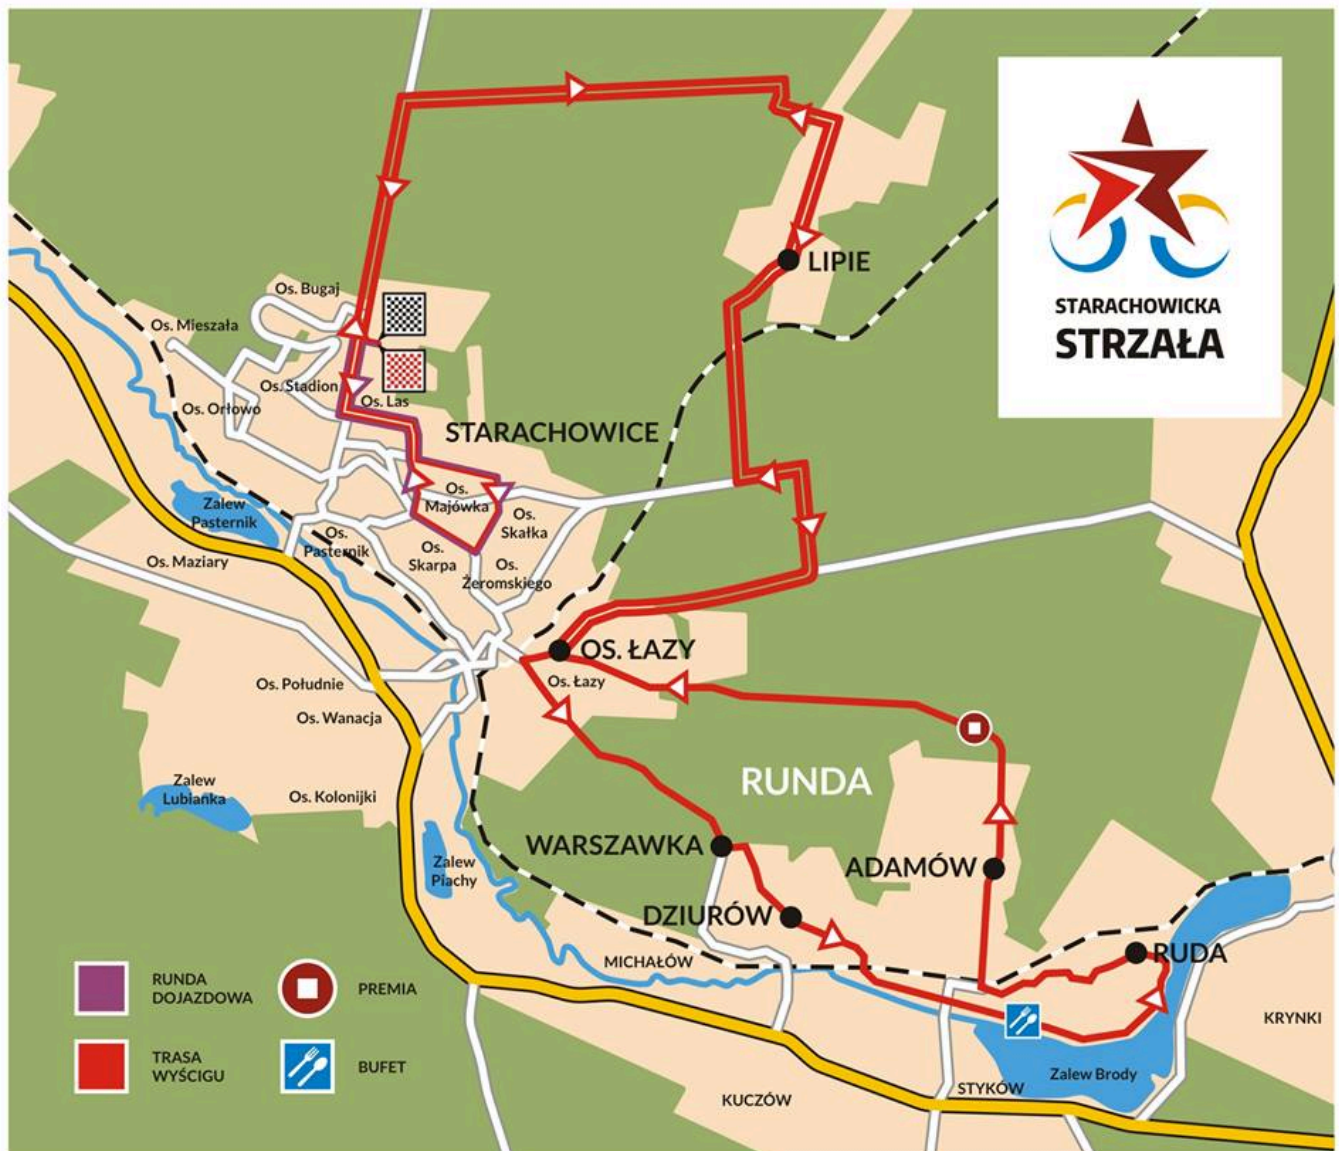 STARACHOWICKA
STRZAŁA
LIPIE
Os. Bugaj
Os. Mieszała
Os. Stadion
Os. Las
Os. Orłowo
STARACHOWICE
Os.
Majówka
Zalew
Pasternik
Os.
Skałka
Os.
Pasternik
Os. Maziary
Os.
Skarpa
Os.
Żeromskiego
OS. ŁAZY
Os. Łazy
Os. Południe
Os. Wanacja
RUNDA
Zalew
Lubianka
Os. Kolonijki
WARSZAWKA
ADAMÓW
Zalew
Piachy
DZIURÓW
RUDA
MICHAŁÓW
KRYNKI
Zalew Brody
STYKÓW
KUCZÓW
RUNDA
DOJAZDOWA
PREMIA
TRASA
WYŚCIGU
BUFET